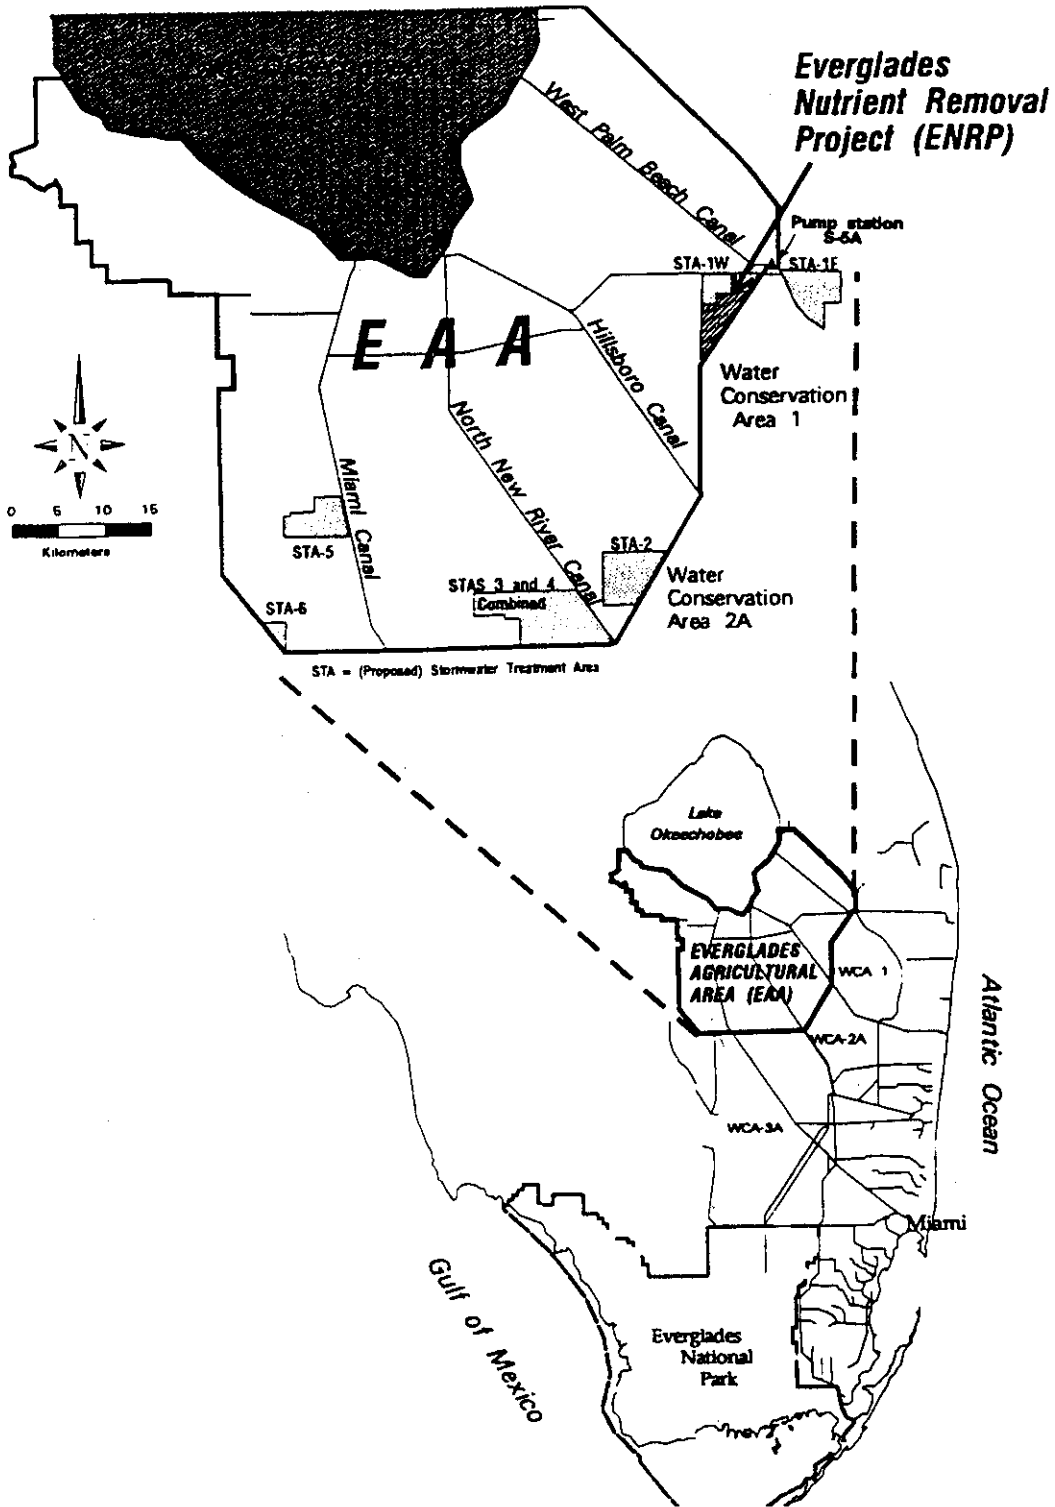 Everglades
Nutrient Removal
Project (ENRP)
West Palm Beach Canal
Pump station
S-5A
STA-1W
STA-1E
E A A
Hillsboro Canal
Water
Conservation
Area 1
North New River Canal
Miami Canal
N
0 5 10 15
Kilometers
STA-5
STA-2
STAS 3 and 4
Combined
Water
Conservation
Area 2A
STA-6
STA = (Proposed) Stormwater Treatment Area
Lake
Okeechobee
EVERGLADES
AGRICULTURAL
AREA (EAA)
WCA 1
WCA-2A
WCA-3A
Atlantic Ocean
Miami
Gulf of Mexico
Everglades
National
Park